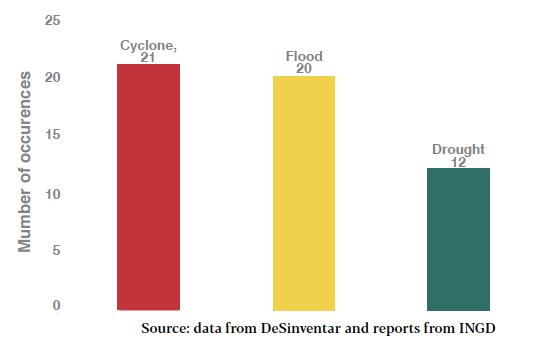 25
20
15
10
5
0
Mumber of occurences
Cyclone,
21
Flood
20
Drought
12
Source: data from DeSinventar and reports from INGD